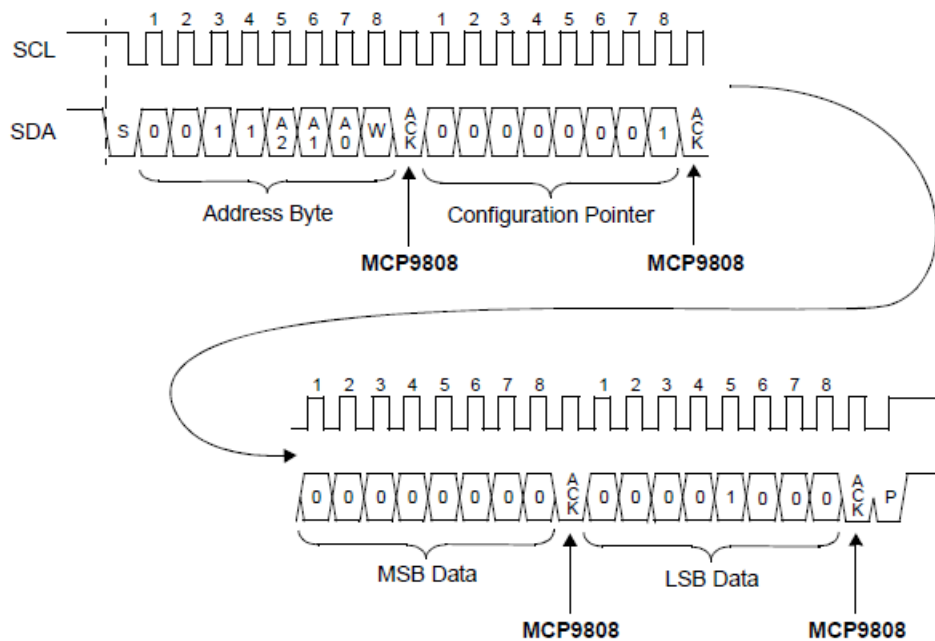 1 2 3 4 5 6 7 8 1 2 3 4 5 6 7 8
SCL
SDA S 0 0 1 1 A2 A1 A0 W ACK 0 0 0 0 0 0 0 1 ACK
Address Byte Configuration Pointer
MCP9808 MCP9808
1 2 3 4 5 6 7 8 1 2 3 4 5 6 7 8
0 0 0 0 0 0 0 0 ACK 0 0 0 0 1 0 0 0 ACK P
MSB Data LSB Data
MCP9808 MCP9808